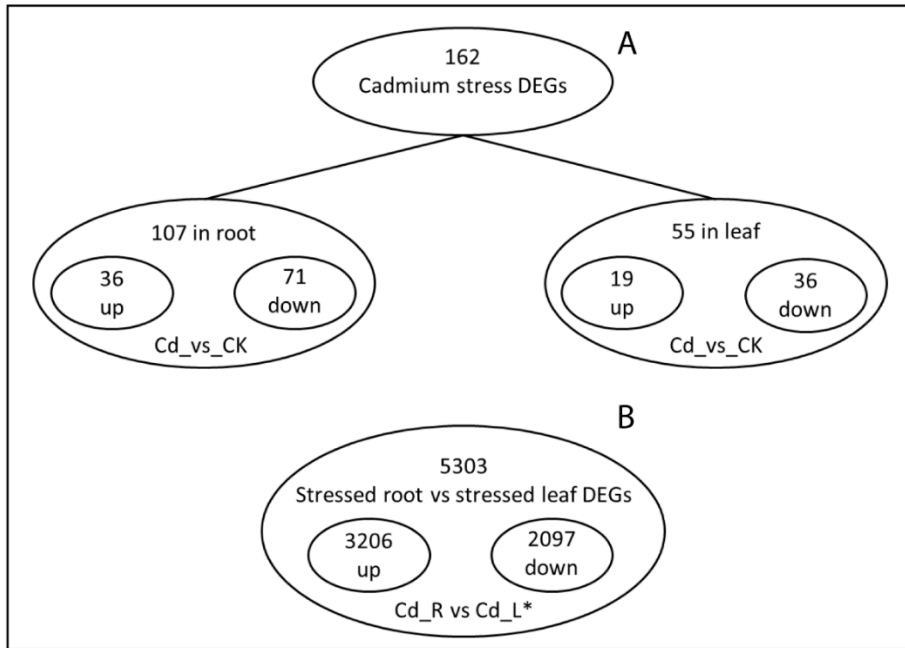 A
162
Cadmium stress DEGs
107 in root
36
up
71
down
Cd_vs_CK
55 in leaf
19
up
36
down
Cd_vs_CK
B
5303
Stressed root vs stressed leaf DEGs
3206
up
2097
down
Cd_R vs Cd_L*